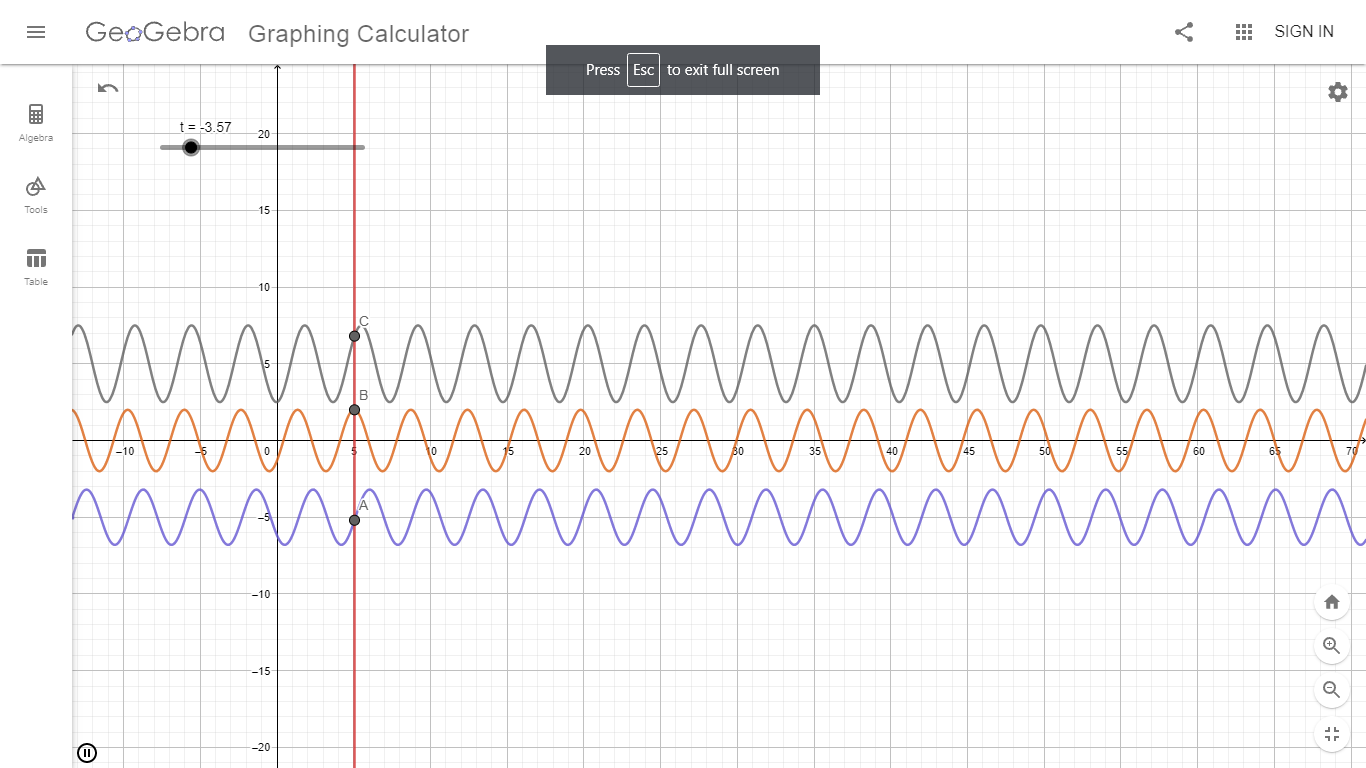 GeoGebra Graphing Calculator
SIGN IN
Press Esc to exit full screen
Algebra
Tools
Table
t = -3.57
20
15
10
5
−5
−10
−15
−20
−10 −5 0 5 10 15 20 25 30 35 40 45 50 55 60 65 70
C
B
A